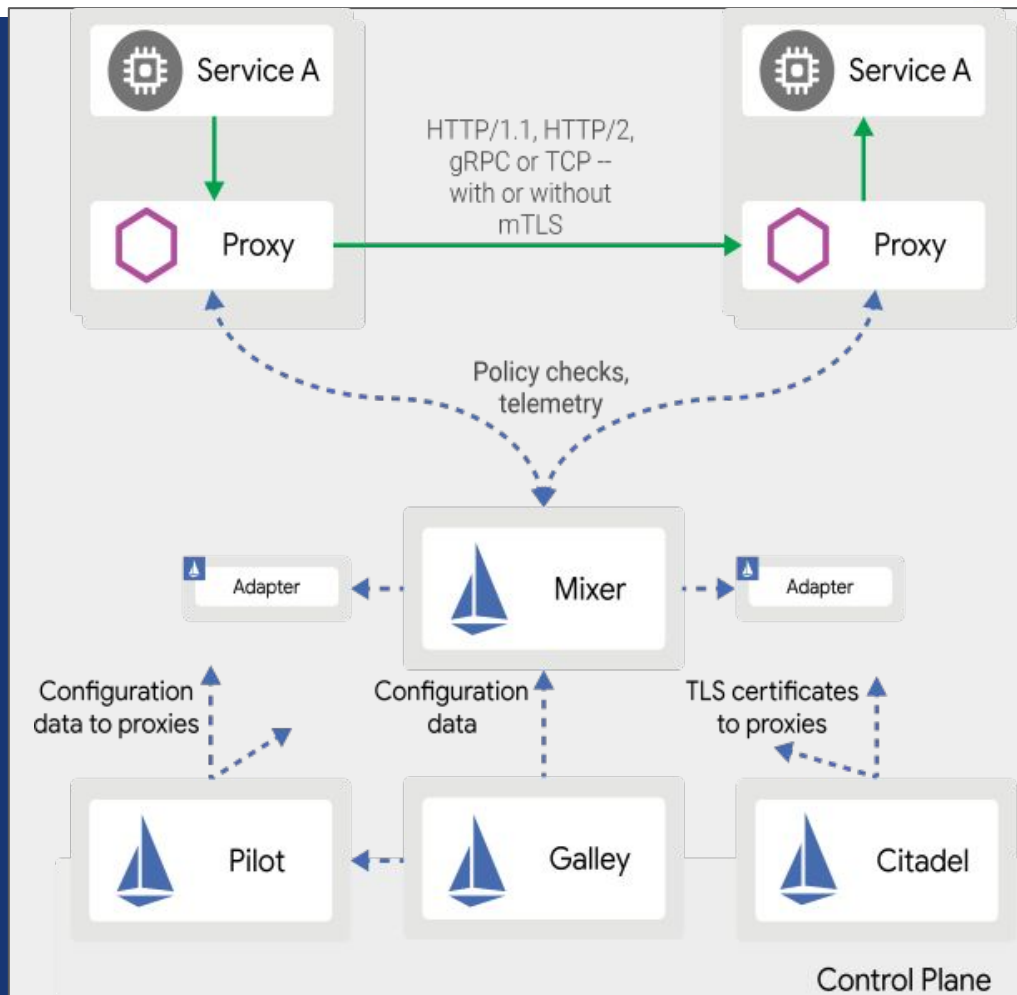 Service A
Service A
HTTP/1.1, HTTP/2,
gRPC or TCP --
with or without
mTLS
Proxy
Proxy
Policy checks,
telemetry
Mixer
Adapter
Adapter
Configuration
data to proxies
Configuration
data
TLS certificates
to proxies
Pilot
Galley
Citadel
Control Plane